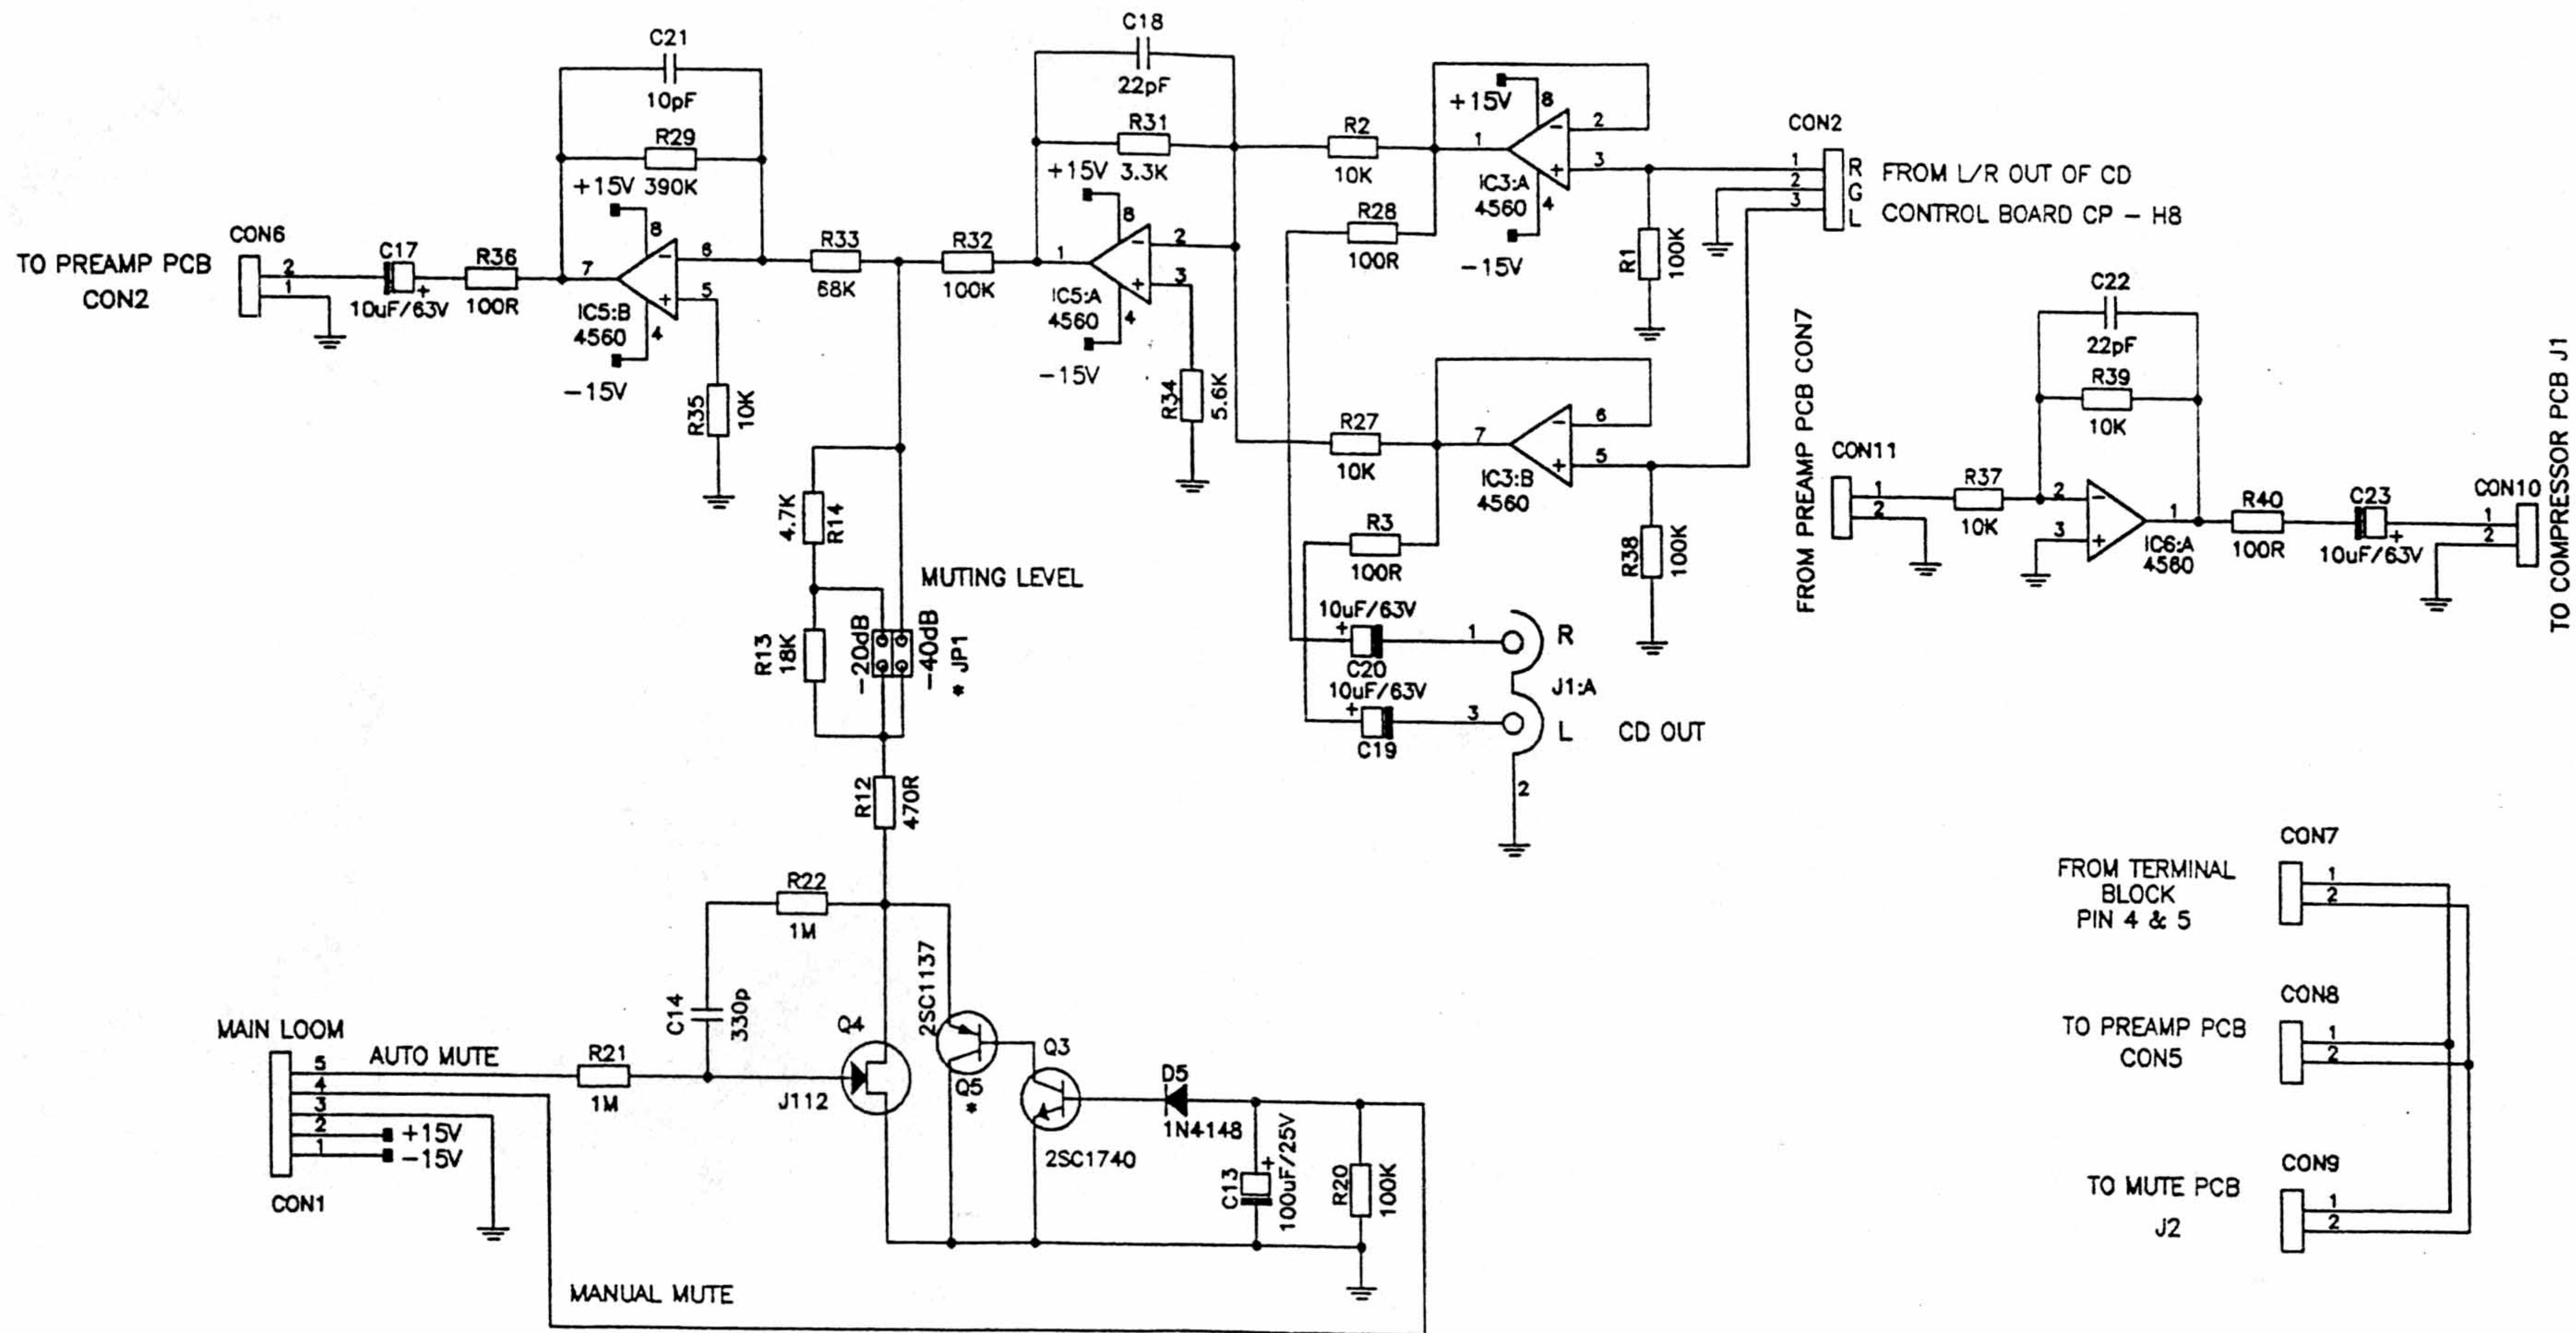 C21
10pF
R29
+15V 390K
8
6
7
5
4
IC5:B
4560
-15V
R35
10K
CON6
TO PREAMP PCB
CON2
2
1
C17
+
10uF/63V
R36
100R
R33
68K
R32
100K
C18
22pF
R31
+15V 3.3K
8
2
1
3
4
IC5:A
4560
-15V
R34
5.6K
R2
10K
R28
100R
+15V
8
2
1
3
4
IC3:A
4560
-15V
R1
100K
CON2
1
2
3
R
G
L
FROM L/R OUT OF CD
CONTROL BOARD CP - H8
R27
10K
7
6
5
IC3:B
4560
R3
100R
R38
100K
10uF/63V
+
C20
1
R
10uF/63V
+
C19
3
L
J1:A
CD OUT
2
FROM PREAMP PCB CON7
CON11
1
2
R37
10K
C22
22pF
R39
10K
2
3
1
IC6:A
4560
R40
100R
C23
+
10uF/63V
CON10
1
2
TO COMPRESSOR PCB J1
4.7K
R14
R13
18K
MUTING LEVEL
-20dB
-40dB
* JP1
R12
470R
R22
1M
C14
330p
2SC1137
Q4
J112
Q5
*
Q3
2SC1740
D5
1N4148
C13
+
100uF/25V
R20
100K
MAIN LOOM
5
4
3
2
1
AUTO MUTE
R21
1M
+15V
-15V
CON1
MANUAL MUTE
CON7
FROM TERMINAL
BLOCK
PIN 4 & 5
1
2
CON8
TO PREAMP PCB
CON5
1
2
CON9
TO MUTE PCB
J2
1
2